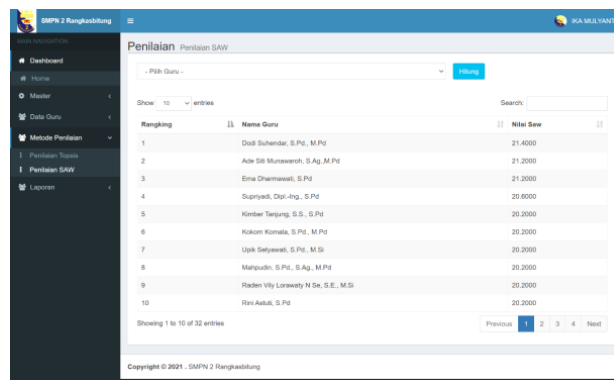 SMPN 2 Rangkasbitung
IKA MULYANT
MAIN NAVIGATION
Dashboard
Home
Master
Data Guru
Metode Penilaian
Penilaian Topsis
Penilaian SAW
Laporan
Penilaian Penilaian SAW
- Pilih Guru -
Hitung
Show 10 entries
Search:
Rangking Nama Guru Nilai Saw
1 Dodi Suhendar, S.Pd., M.Pd 21.4000
2 Ade Siti Munawaroh, S.Ag.,M.Pd 21.2000
3 Erna Dharmawati, S.Pd 21.2000
4 Supriyadi, Dipl.-Ing., S.Pd 20.6000
5 Kimber Tanjung, S.S., S.Pd 20.2000
6 Kokom Komala, S.Pd., M.Pd 20.2000
7 Upik Setyawati, S.Pd., M.Si 20.2000
8 Mahpudin, S.Pd., S.Ag., M.Pd 20.2000
9 Raden Vily Lorawaty N Se, S.E., M.Si 20.2000
10 Rini Astuti, S.Pd 20.2000
Showing 1 to 10 of 32 entries
Previous 1 2 3 4 Next
Copyright © 2021 . SMPN 2 Rangkasbitung